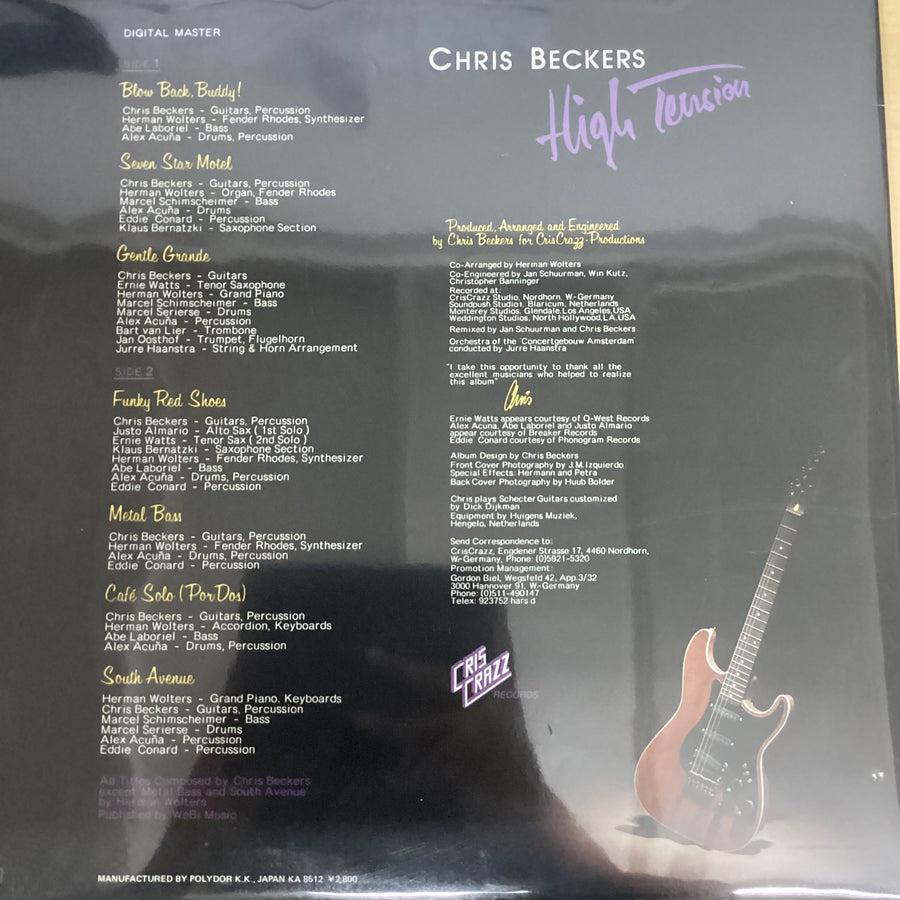 DIGITAL MASTER
SIDE 1
Blow Back, Buddy!
Chris Beckers - Guitars, Percussion
Herman Wolters - Fender Rhodes, Synthesizer
Abe Laboriel - Bass
Alex Acuña - Drums, Percussion
Seven Star Motel
Chris Beckers - Guitars, Percussion
Herman Wolters - Organ, Fender Rhodes
Marcel Schimscheimer - Bass
Alex Acuña - Drums
Eddie Conard - Percussion
Klaus Bernatzki - Saxophone Section
Gentle Grande
Chris Beckers - Guitars
Ernie Watts - Tenor Saxophone
Herman Wolters - Grand Piano
Marcel Schimscheimer - Bass
Marcel Serierse - Drums
Alex Acuña - Percussion
Bart van Lier - Trombone
Jan Oosthof - Trumpet, Flugelhorn
Jurre Haanstra - String & Horn Arrangement
SIDE 2
Funky Red Shoes
Chris Beckers - Guitars, Percussion
Justo Almario - Alto Sax ( 1st Solo )
Ernie Watts - Tenor Sax ( 2nd Solo )
Klaus Bernatzki - Saxophone Section
Herman Wolters - Fender Rhodes, Synthesizer
Abe Laboriel - Bass
Alex Acuña - Drums, Percussion
Eddie Conard - Percussion
Metal Bass
Chris Beckers - Guitars, Percussion
Herman Wolters - Fender Rhodes, Synthesizer
Alex Acuña - Drums, Percussion
Eddie Conard - Percussion
Café Solo (Por Dos)
Chris Beckers - Guitars, Percussion
Herman Wolters - Accordion, Keyboards
Abe Laboriel - Bass
Alex Acuña - Drums, Percussion
South Avenue
Herman Wolters - Grand Piano, Keyboards
Chris Beckers - Guitars, Percussion
Marcel Schimscheimer - Bass
Marcel Serierse - Drums
Alex Acuña - Percussion
Eddie Conard - Percussion
All Titles Composed by Chris Beckers
except 'Metal Bass and South Avenue'
by Herman Wolters
Published by WeBi Music
MANUFACTURED BY POLYDOR K.K., JAPAN KA 8512 ¥2,800
CHRIS BECKERS
High Tension
Produced, Arranged and Engineered
by Chris Beckers for CrisCrazz-Productions
Co-Arranged by Herman Wolters
Co-Engineered by Jan Schuurman, Win Kutz,
Christopher Banninger
Recorded at:
CrisCrazz Studio, Nordhorn, W-Germany
Soundpush Studios, Blaricum, Netherlands
Monterey Studios, Glendale, Los Angeles, USA
Weddington Studios, North Hollywood, LA, USA
Remixed by Jan Schuurman and Chris Beckers
Orchestra of the 'Concertgebouw Amsterdam'
conducted by Jurre Haanstra
"I take this opportunity to thank all the
excellent musicians who helped to realize
this album"
Chris
Ernie Watts appears courtesy of Q-West Records
Alex Acuna, Abe Laboriel and Justo Almario
appear courtesy of Breaker Records
Eddie Conard courtesy of Phonogram Records
Album Design by Chris Beckers
Front Cover Photography by J.M. Izquierdo
Special Effects: Hermann and Petra
Back Cover Photography by Huub Bolder
Chris plays Schecter Guitars customized
by Dick Dijkman
Equipment by Huigens Muziek,
Hengelo, Netherlands
Send Correspondence to:
CrisCrazz, Engdener Strasse 17, 4460 Nordhorn,
W-Germany, Phone: (0)5921-5320
Promotion Management:
Gordon Biel, Wegsfeld 42, App.3/32
3000 Hannover 91, W-Germany
Phone: (0)511-490147
Telex: 923752 hars d
CRIS
CRAZZ
RECORDS